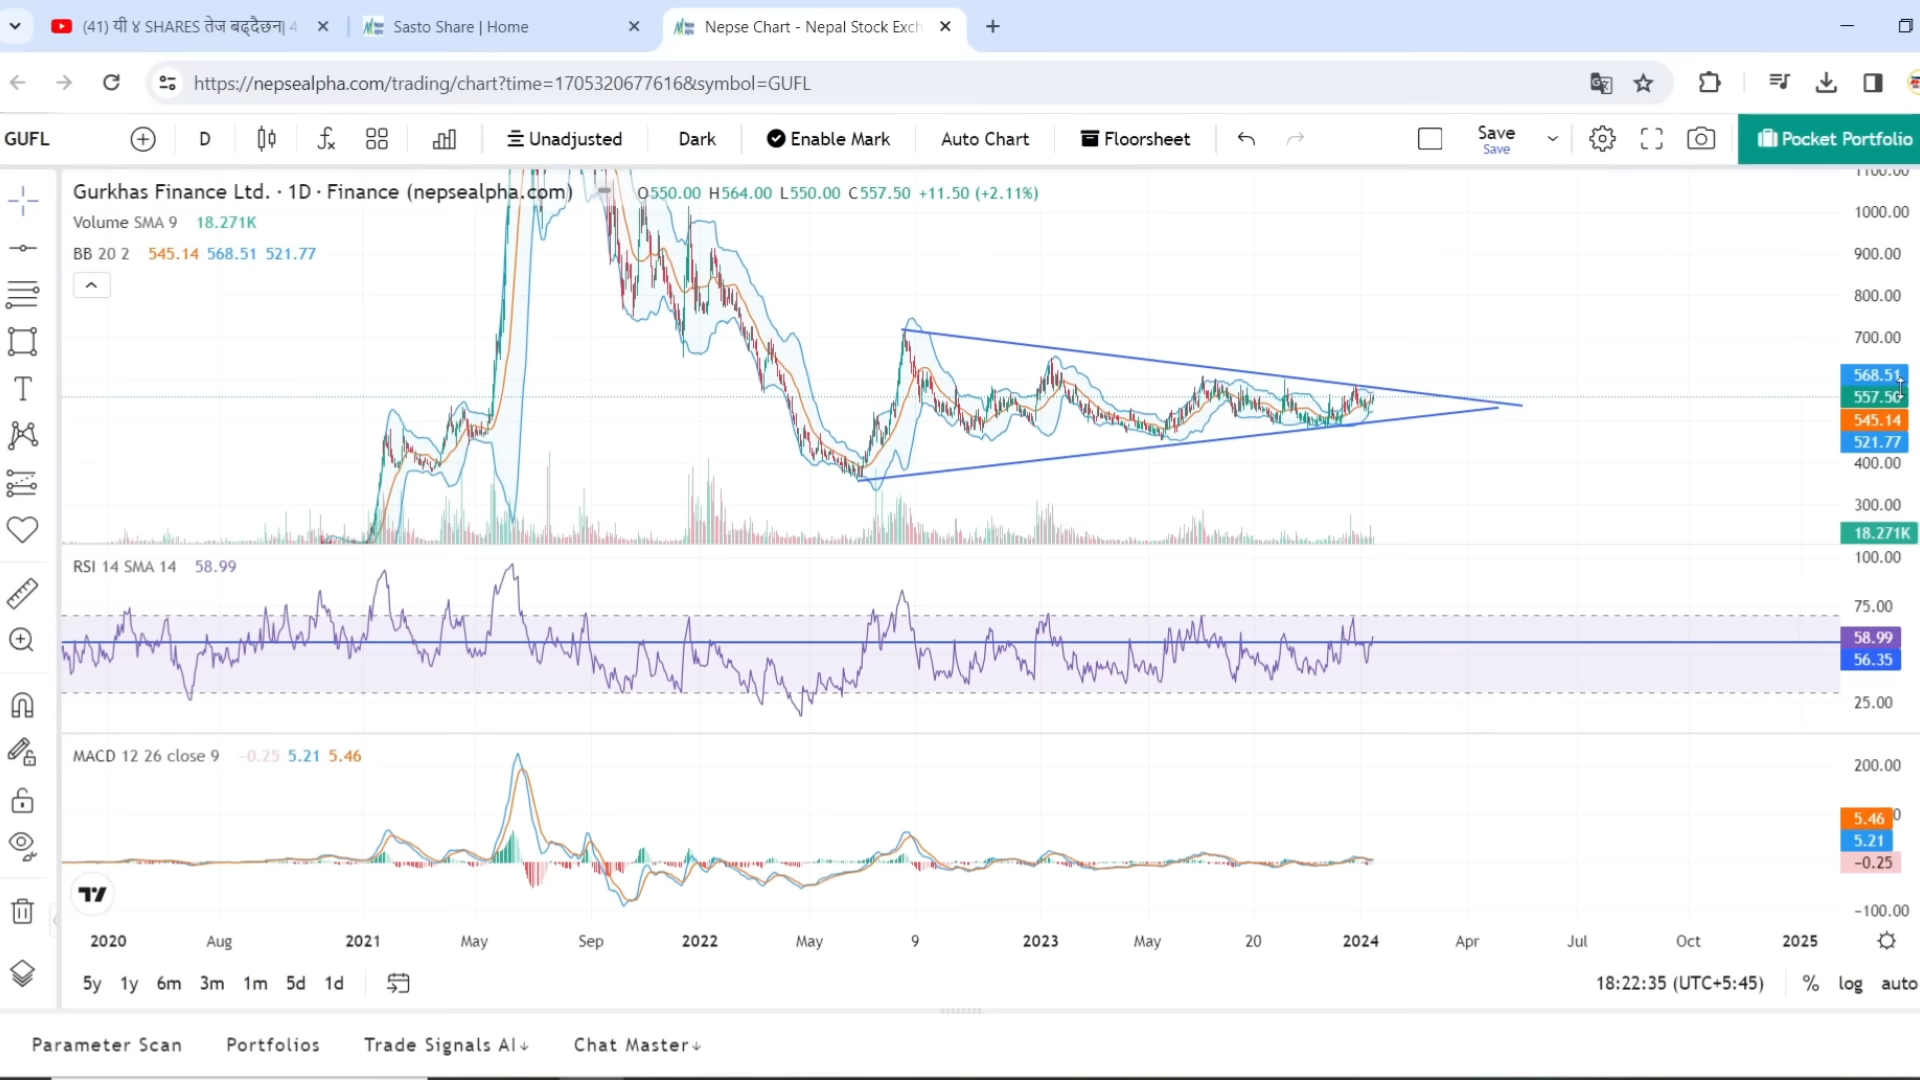 (41) यी ४ SHARES तेज बढ्दैछन्| 4
Sasto Share | Home
Nepse Chart - Nepal Stock Exch
https://nepsealpha.com/trading/chart?time=1705320677616&symbol=GUFL
GUFL
D
Unadjusted
Dark
Enable Mark
Auto Chart
Floorsheet
Save
Save
Pocket Portfolio
Gurkhas Finance Ltd. · 1D · Finance (nepsealpha.com)
O550.00 H564.00 L550.00 C557.50 +11.50 (+2.11%)
Volume SMA 9 18.271K
BB 20 2 545.14 568.51 521.77
1100.00
1000.00
900.00
800.00
700.00
568.51
557.50
545.14
521.77
400.00
300.00
18.271K
RSI 14 SMA 14 58.99
100.00
75.00
58.99
56.35
25.00
MACD 12 26 close 9 −0.25 5.21 5.46
200.00
5.46
5.21
−0.25
−100.00
2020 Aug 2021 May Sep 2022 May 9 2023 May 20 2024 Apr Jul Oct 2025
5y 1y 6m 3m 1m 5d 1d
18:22:35 (UTC+5:45) % log auto
Parameter Scan Portfolios Trade Signals AI↓ Chat Master↓